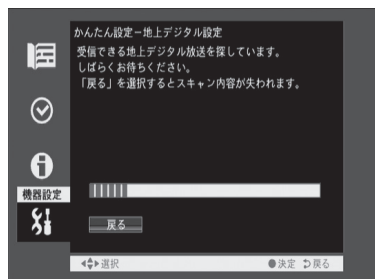 かんたん設定－地上デジタル設定
受信できる地上デジタル放送を探しています。
しばらくお待ちください。
「戻る」を選択するとスキャン内容が失われます。
機器設定
戻る
選択
決定 戻る